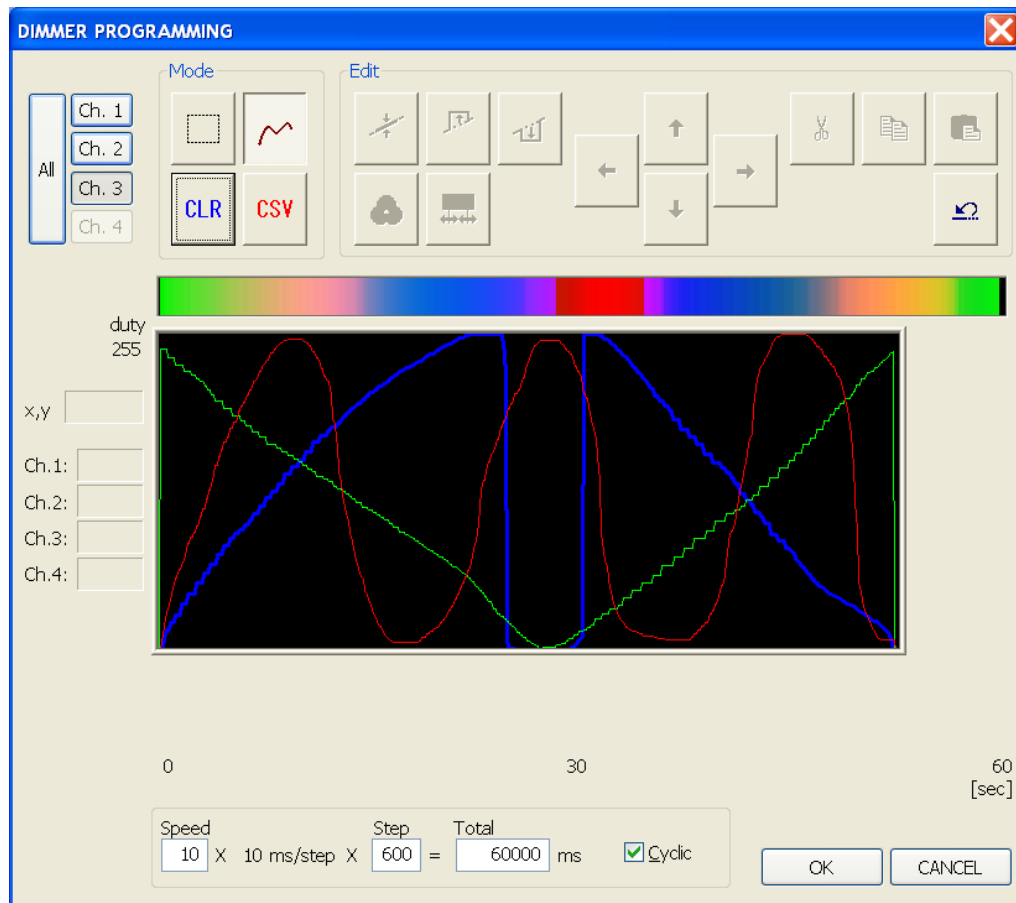 DIMMER PROGRAMMING
Mode
Edit
All
Ch. 1
Ch. 2
Ch. 3
Ch. 4
CLR
CSV
duty
255
x,y
Ch.1:
Ch.2:
Ch.3:
Ch.4:
0
30
60
[sec]
Speed
Step
Total
10 X 10 ms/step X 600 = 60000 ms
Cyclic
OK
CANCEL